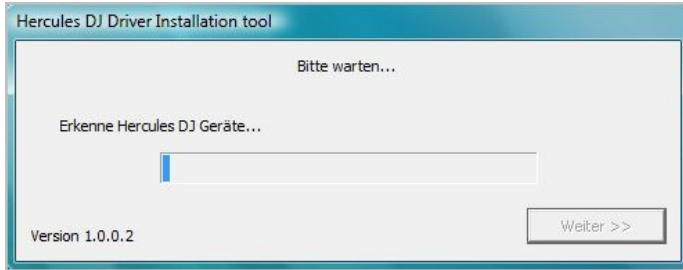 Hercules DJ Driver Installation tool
Bitte warten...
Erkenne Hercules DJ Geräte...
Weiter >>
Version 1.0.0.2